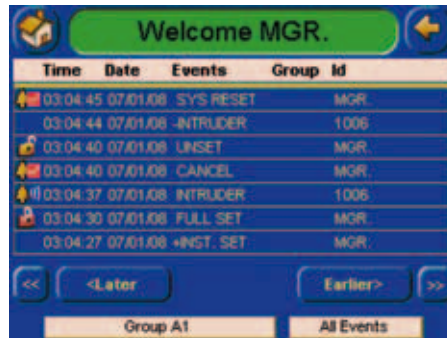 Welcome MGR.
Time Date Events Group Id
03:04:45 07/01/08 SYS RESET MGR.
03:04:44 07/01/08 -INTRUDER 1006
03:04:40 07/01/08 UNSET MGR.
03:04:40 07/01/08 CANCEL MGR.
03:04:37 07/01/08 INTRUDER 1006
03:04:30 07/01/08 FULL SET MGR.
03:04:27 07/01/08 +INST. SET MGR.
<< <Later Earlier> >>
Group A1 All Events